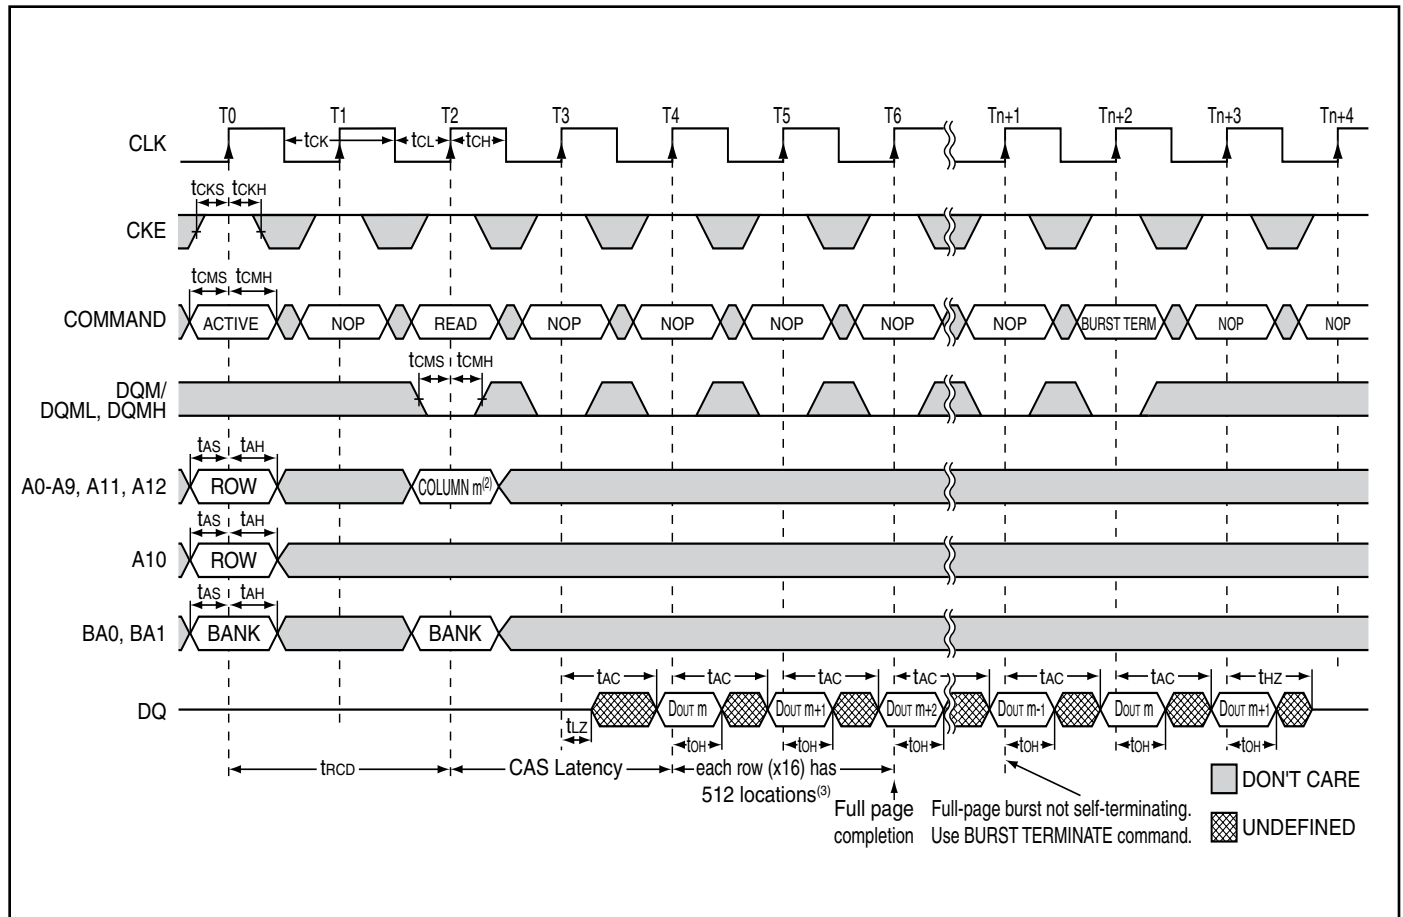 T0 T1 T2 T3 T4 T5 T6 Tn+1 Tn+2 Tn+3 Tn+4
CLK tCK tCL tCH
tCKS tCKH
CKE
tCMS tCMH
COMMAND ACTIVE NOP READ NOP NOP NOP NOP NOP BURST TERM NOP NOP
tCMS tCMH
DQM/
DQML, DQMH
tAS tAH
A0-A9, A11, A12 ROW COLUMN m(2)
tAS tAH
A10 ROW
tAS tAH
BA0, BA1 BANK BANK
tAC tAC tAC tAC tAC tAC tHZ
DQ DOUT m DOUT m+1 DOUT m+2 DOUT m-1 DOUT m DOUT m+1
tLZ tOH tOH tOH tOH tOH tOH
tRCD CAS Latency each row (x16) has
512 locations(3)
Full page
completion
Full-page burst not self-terminating.
Use BURST TERMINATE command.
DON'T CARE
UNDEFINED